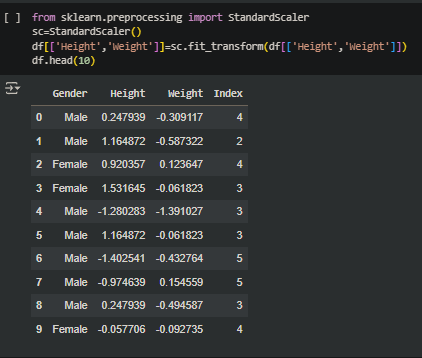 [ ] from sklearn.preprocessing import StandardScaler
sc=StandardScaler()
df[['Height','Weight']]=sc.fit_transform(df[['Height','Weight']])
df.head(10)
Gender Height Weight Index
0 Male 0.247939 -0.309117 4
1 Male 1.164872 -0.587322 2
2 Female 0.920357 0.123647 4
3 Female 1.531645 -0.061823 3
4 Male -1.280283 -1.391027 3
5 Male 1.164872 -0.061823 3
6 Male -1.402541 -0.432764 5
7 Male -0.974639 0.154559 5
8 Male 0.247939 -0.494587 3
9 Female -0.057706 -0.092735 4